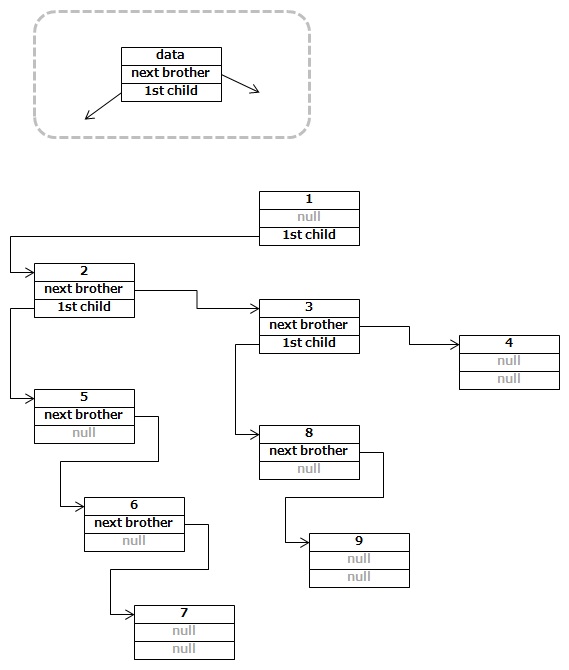 data
next brother
1st child
1
null
1st child
2
next brother
1st child
3
next brother
1st child
4
null
null
5
next brother
null
8
next brother
null
6
next brother
null
9
null
null
7
null
null